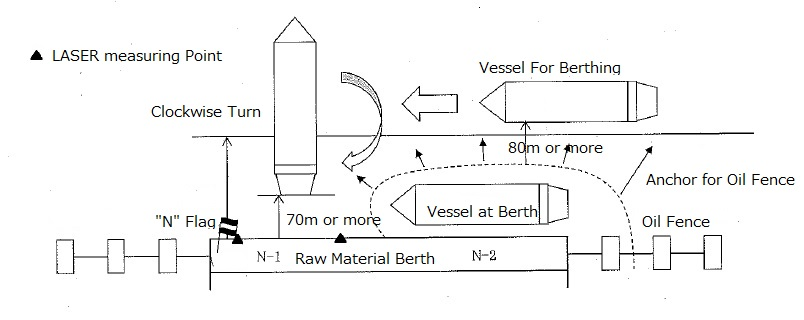 LASER measuring Point
Vessel For Berthing
Clockwise Turn
80m or more
Anchor for Oil Fence
"N" Flag
70m or more
Vessel at Berth
Oil Fence
N-1
Raw Material Berth
N-2